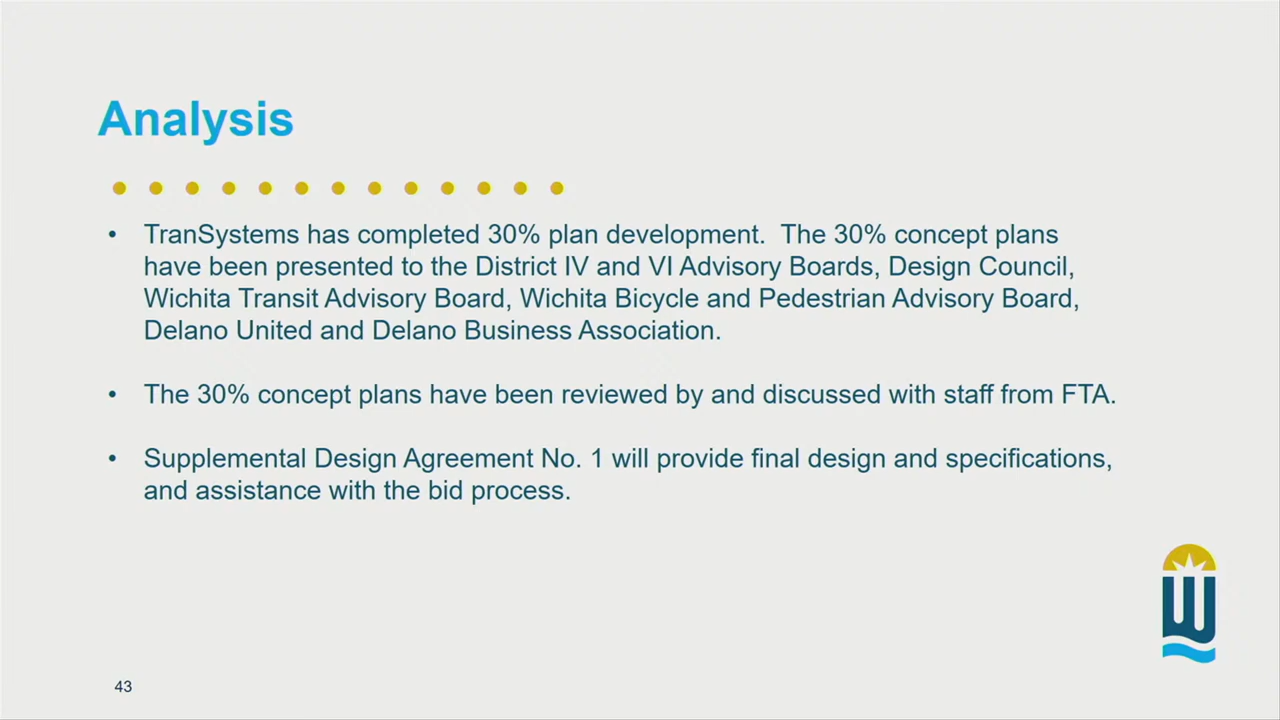 Analysis
• TranSystems has completed 30% plan development.  The 30% concept plans
have been presented to the District IV and VI Advisory Boards, Design Council,
Wichita Transit Advisory Board, Wichita Bicycle and Pedestrian Advisory Board,
Delano United and Delano Business Association.
• The 30% concept plans have been reviewed by and discussed with staff from FTA.
• Supplemental Design Agreement No. 1 will provide final design and specifications,
and assistance with the bid process.
W
43